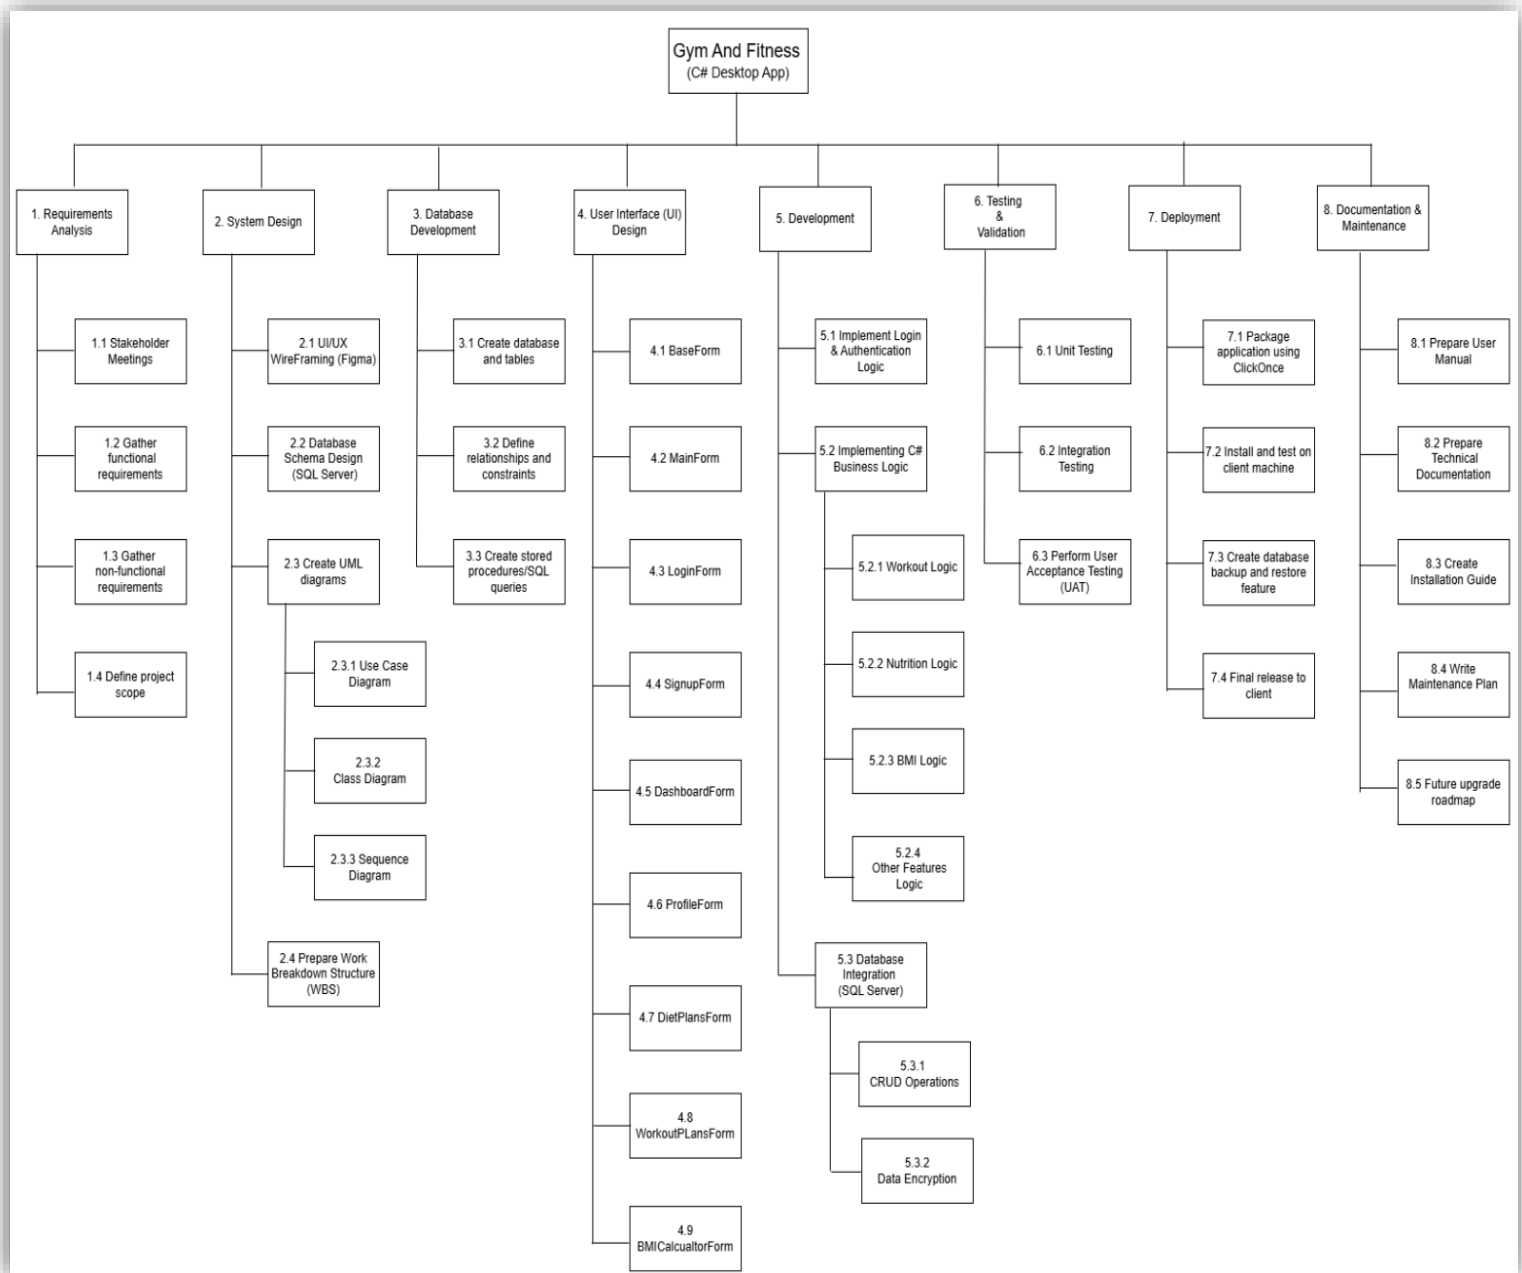 Gym And Fitness
(C# Desktop App)
1. Requirements
Analysis
2. System Design
3. Database
Development
4. User Interface (UI)
Design
5. Development
6. Testing
&
Validation
7. Deployment
8. Documentation &
Maintenance
1.1 Stakeholder
Meetings
1.2 Gather
functional
requirements
1.3 Gather
non-functional
requirements
1.4 Define project
scope
2.1 UI/UX
WireFraming (Figma)
2.2 Database
Schema Design
(SQL Server)
2.3 Create UML
diagrams
2.3.1 Use Case
Diagram
2.3.2
Class Diagram
2.3.3 Sequence
Diagram
2.4 Prepare Work
Breakdown Structure
(WBS)
3.1 Create database
and tables
3.2 Define
relationships and
constraints
3.3 Create stored
procedures/SQL
queries
4.1 BaseForm
4.2 MainForm
4.3 LoginForm
4.4 SignupForm
4.5 DashboardForm
4.6 ProfileForm
4.7 DietPlansForm
4.8
WorkoutPLansForm
4.9
BMICalcualtorForm
5.1 Implement Login
& Authentication
Logic
5.2 Implementing C#
Business Logic
5.2.1 Workout Logic
5.2.2 Nutrition Logic
5.2.3 BMI Logic
5.2.4
Other Features
Logic
5.3 Database
Integration
(SQL Server)
5.3.1
CRUD Operations
5.3.2
Data Encryption
6.1 Unit Testing
6.2 Integration
Testing
6.3 Perform User
Acceptance Testing
(UAT)
7.1 Package
application using
ClickOnce
7.2 Install and test on
client machine
7.3 Create database
backup and restore
feature
7.4 Final release to
client
8.1 Prepare User
Manual
8.2 Prepare
Technical
Documentation
8.3 Create
Installation Guide
8.4 Write
Maintenance Plan
8.5 Future upgrade
roadmap